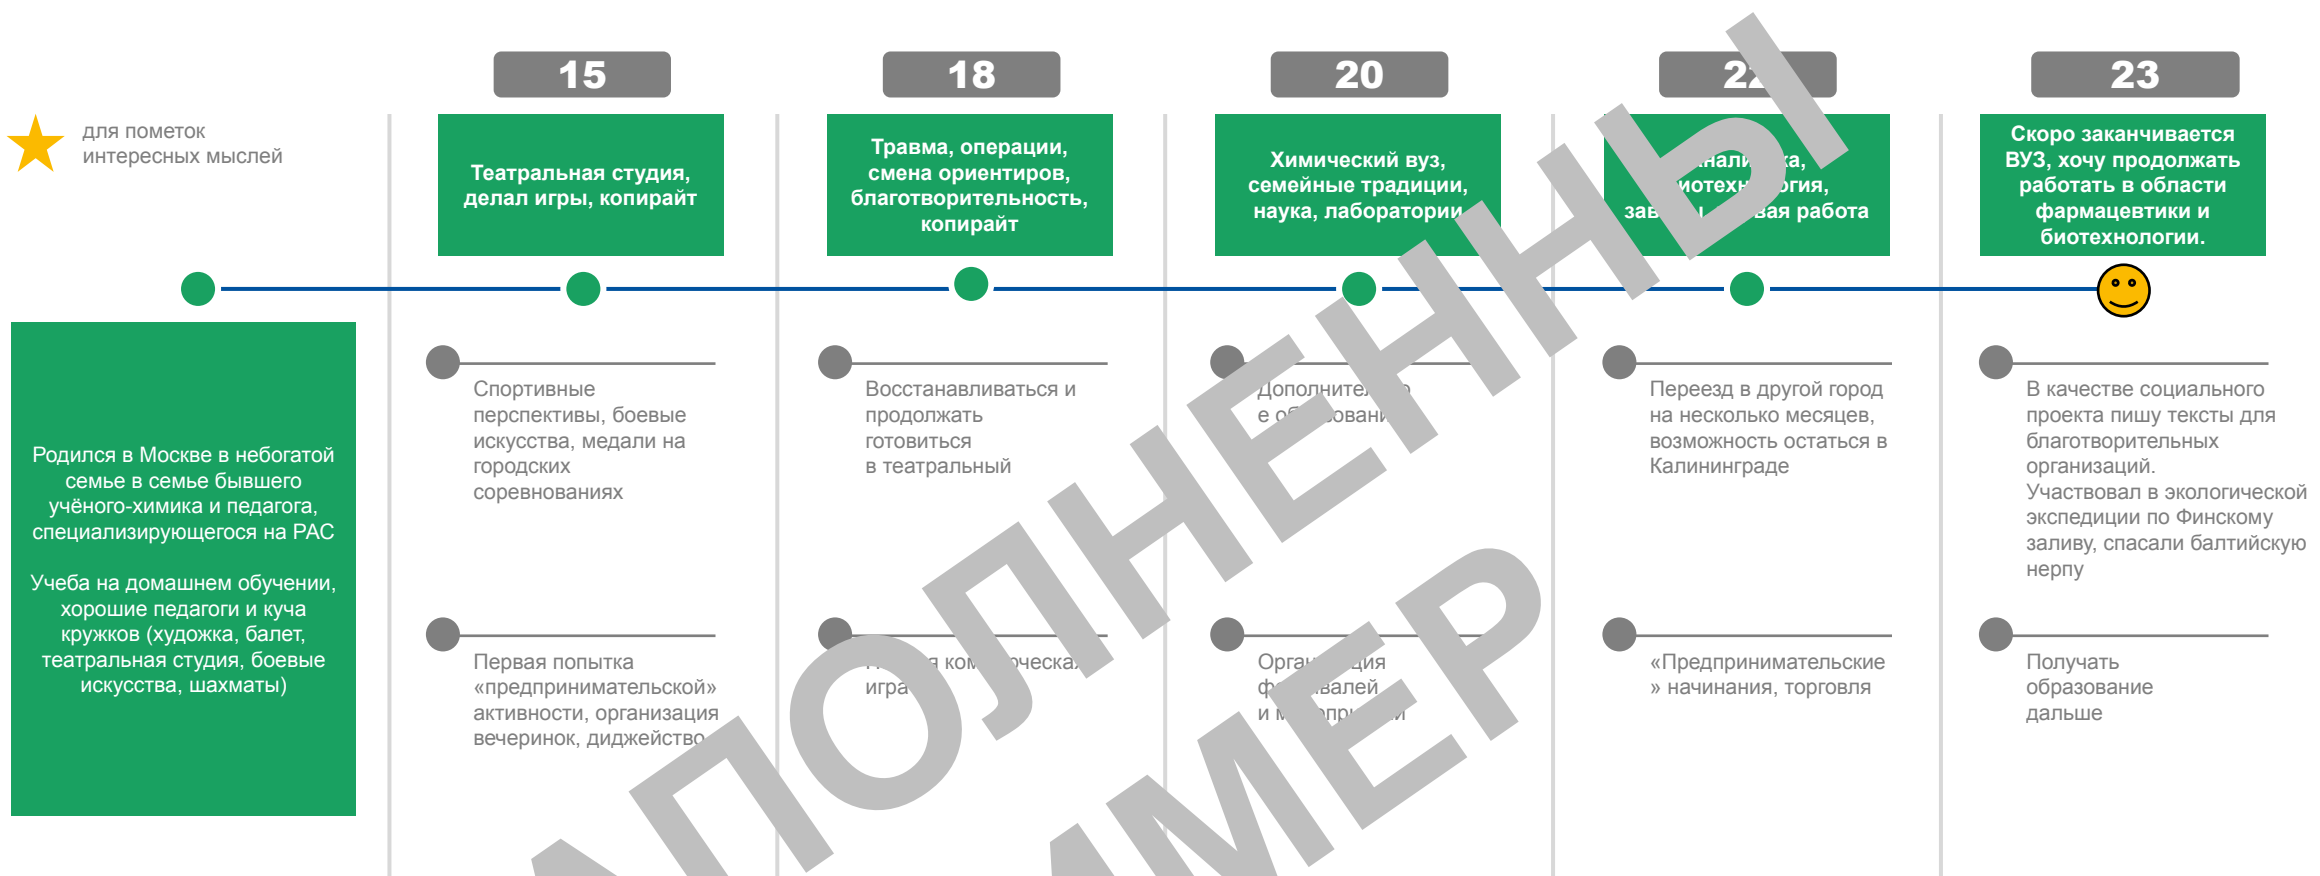 для пометок
интересных мыслей
Родился в Москве в небогатой
семье в семье бывшего
учёного-химика и педагога,
специализирующегося на РАС
Учеба на домашнем обучении,
хорошие педагоги и куча
кружков (художка, балет,
театральная студия, боевые
искусства, шахматы)
15
Театральная студия,
делал игры, копирайт
Спортивные
перспективы, боевые
искусства, медали на
городских
соревнованиях
Первая попытка
«предпринимательской»
активности, организация
вечеринок, диджейство
18
Травма, операции,
смена ориентиров,
благотворительность,
копирайт
Восстанавливаться и
продолжать
готовиться
в театральный
игра
20
Химический вуз,
семейные традиции,
наука, лаборатории
и
22
работа
Переезд в другой город
на несколько месяцев,
возможность остаться в
Калининграде
«Предпринимательские
» начинания, торговля
23
Скоро заканчивается
ВУЗ, хочу продолжать
работать в области
фармацевтики и
биотехнологии.
В качестве социального
проекта пишу тексты для
благотворительных
организаций.
Участвовал в экологической
экспедиции по Финскому
заливу, спасали балтийскую
нерпу
Получать
образование
дальше